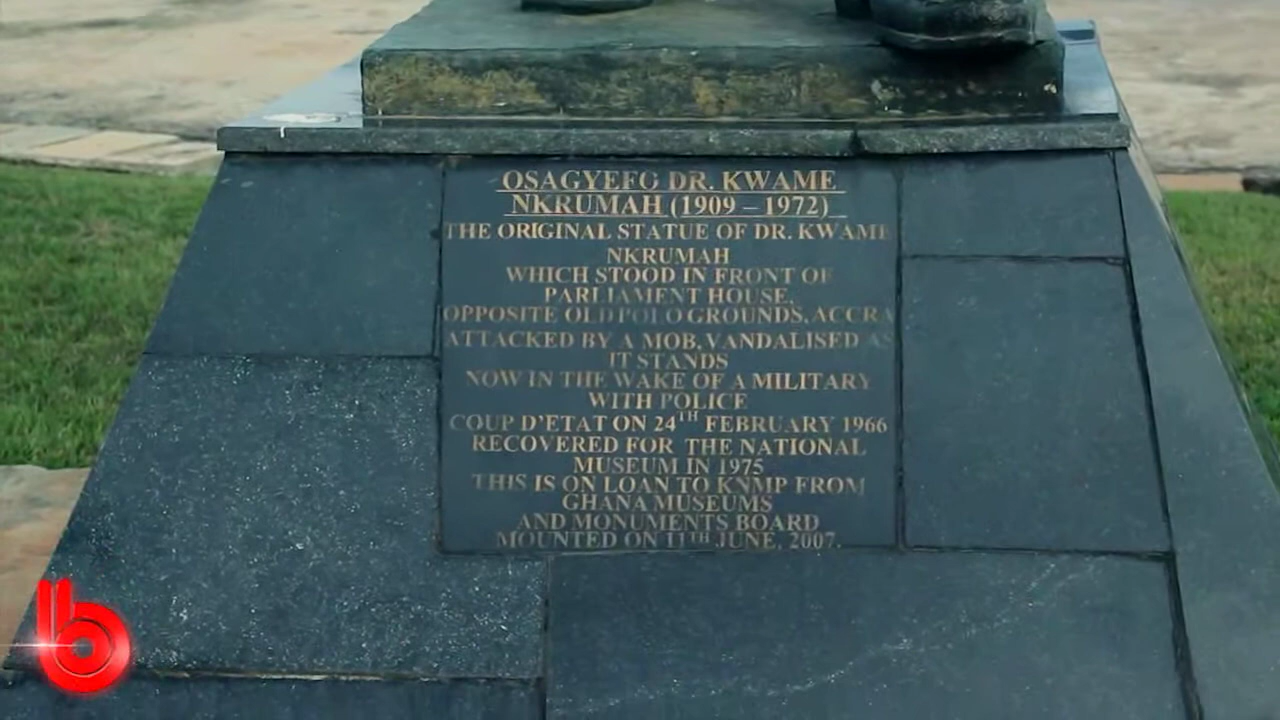 OSAGYEFO DR. KWAME
NKRUMAH (1909 – 1972)
THE ORIGINAL STATUE OF DR. KWAME
NKRUMAH
WHICH STOOD IN FRONT OF
PARLIAMENT HOUSE,
OPPOSITE OLD POLO GROUNDS, ACCRA
ATTACKED BY A MOB, VANDALISED AS
IT STANDS
NOW IN THE WAKE OF A MILITARY
WITH POLICE
COUP D'ETAT ON 24TH FEBRUARY 1966
RECOVERED FOR THE NATIONAL
MUSEUM IN 1975
THIS IS ON LOAN TO KNMP FROM
GHANA MUSEUMS
AND MONUMENTS BOARD
MOUNTED ON 11TH JUNE, 2007.
b